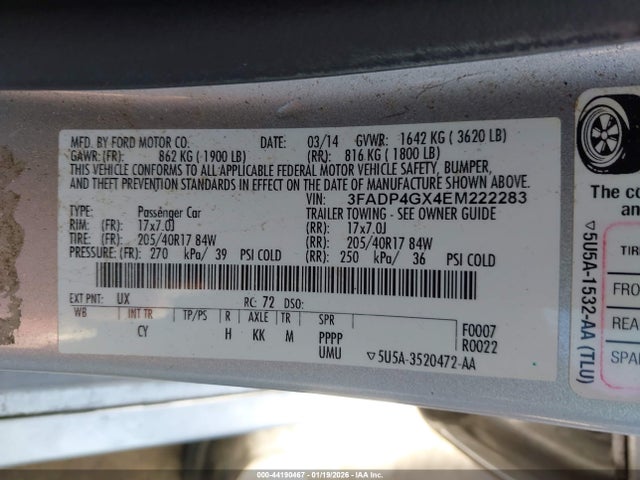 MFD. BY FORD MOTOR CO. DATE: 03/14 GVWR: 1642 KG ( 3620 LB)
GAWR: (FR): 862 KG ( 1900 LB) (RR): 816 KG ( 1800 LB)
THIS VEHICLE CONFORMS TO ALL APPLICABLE FEDERAL MOTOR VEHICLE SAFETY, BUMPER,
AND THEFT PREVENTION STANDARDS IN EFFECT ON THE DATE OF MANUFACTURE SHOWN ABOVE.
VIN: 3FADP4GX4EM222283
TYPE: Passenger Car TRAILER TOWING - SEE OWNER GUIDE
RIM: (FR) 17x7.0J (RR) 17x7.0J
TIRE: (FR) 205/40R17 84W (RR) 205/40R17 84W
PRESSURE: (FR) 270 kPa/ 39 PSI COLD (RR) 250 kPa/ 36 PSI COLD
EXT PNT: UX RC: 72 DSO:
WB INT TR TP/PS R AXLE TR SPR F0007
CY H KK M PPPP R0022
UMU ▽5U5A-3520472-AA
The co
an
▽5U5A-1532-AA (TLU)
TIRE
FRO
REA
SPA
000-44190467 - 01/19/2026 - IAA Inc.